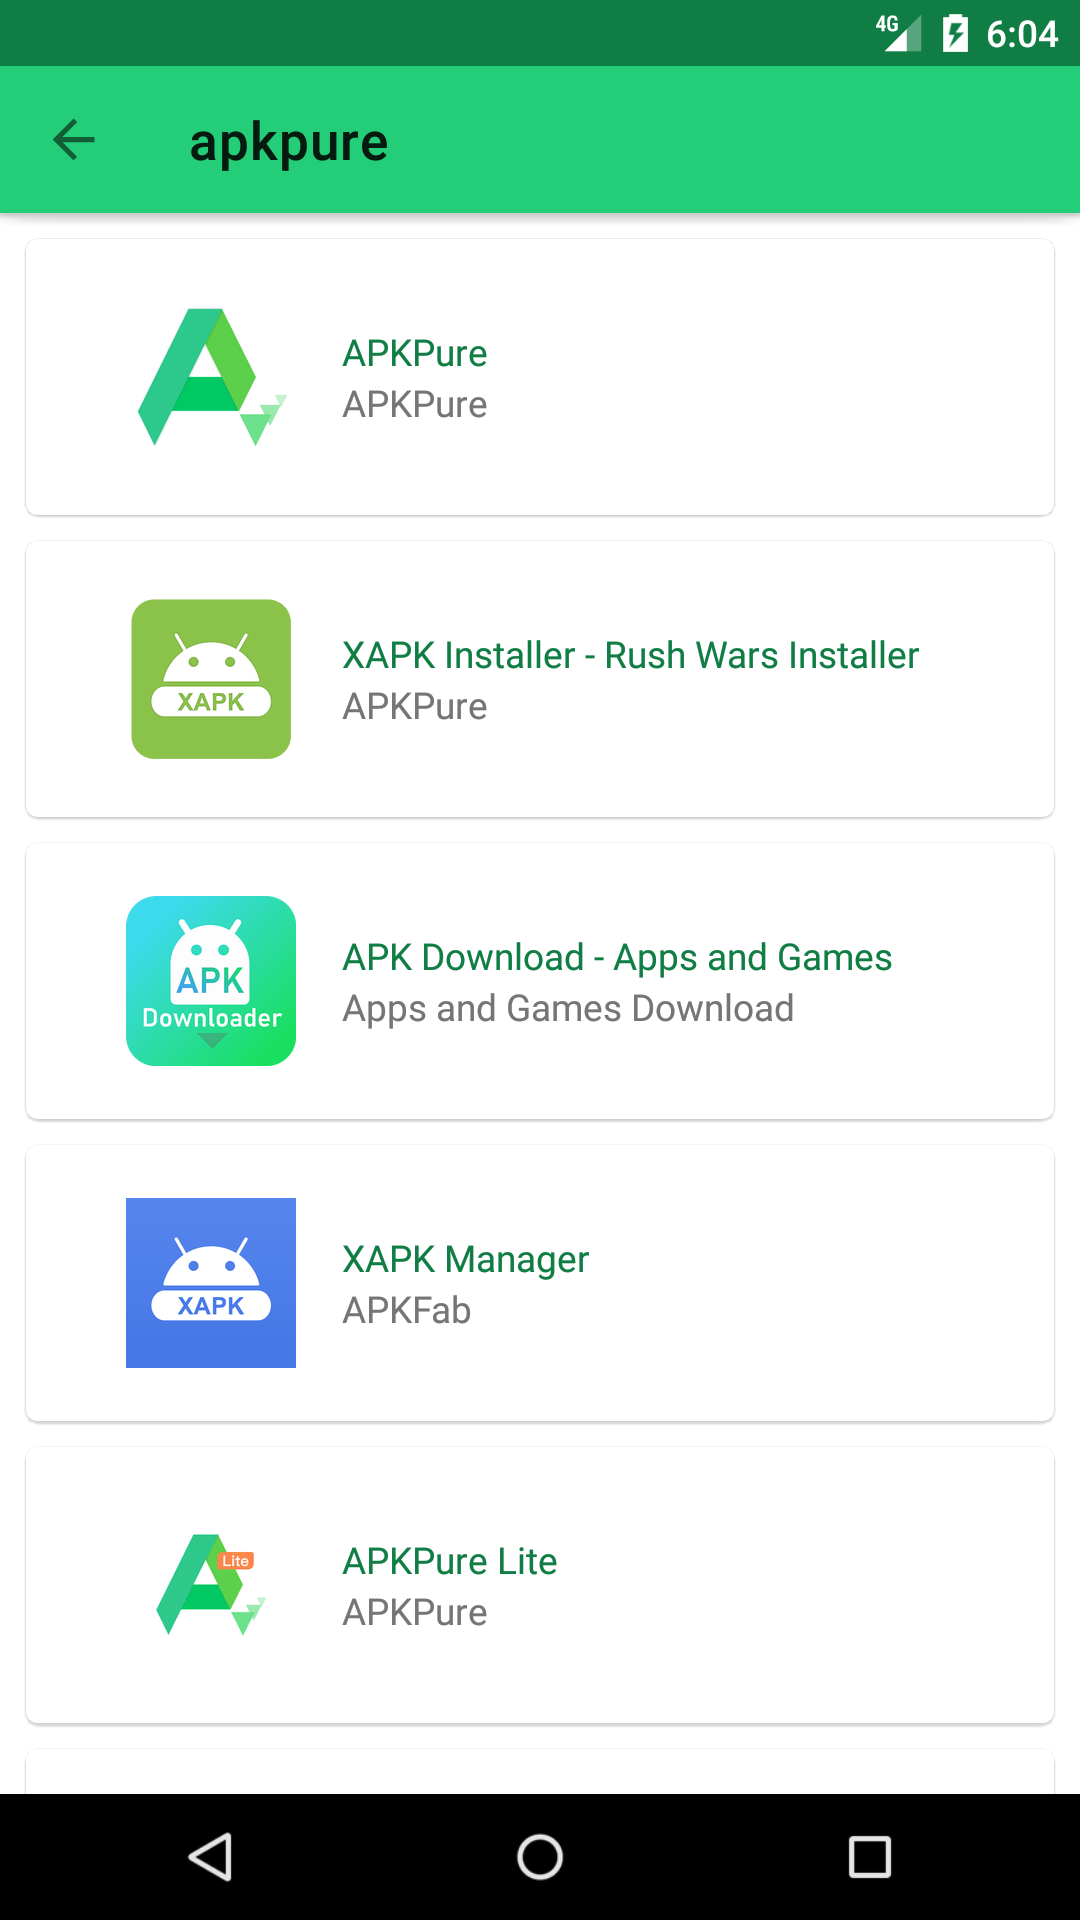 4G 6:04
apkpure
APKPure
APKPure
XAPK
XAPK Installer - Rush Wars Installer
APKPure
APK
Downloader
APK Download - Apps and Games
Apps and Games Download
XAPK
XAPK Manager
APKFab
Lite
APKPure Lite
APKPure